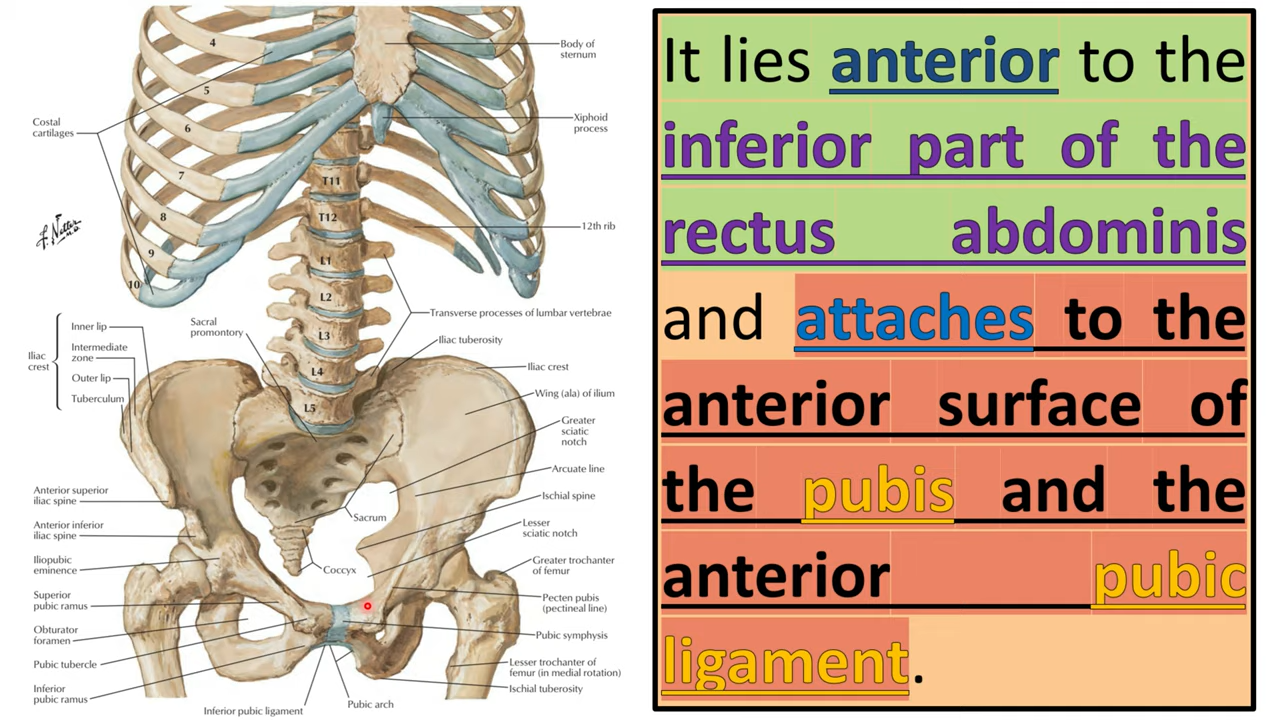 4
5
6
7
8
9
10
Costal
cartilages
Body of
sternum
Xiphoid
process
T11
T12
12th rib
L1
L2
L3
L4
L5
Transverse processes of lumbar vertebrae
Sacral
promontory
Iliac tuberosity
Iliac
crest
Inner lip
Intermediate
zone
Outer lip
Tuberculum
Iliac crest
Wing (ala) of ilium
Greater
sciatic
notch
Arcuate line
Ischial spine
Lesser
sciatic notch
Greater trochanter
of femur
Pecten pubis
(pectineal line)
Pubic symphysis
Lesser trochanter of
femur (in medial rotation)
Ischial tuberosity
Anterior superior
iliac spine
Anterior inferior
iliac spine
Iliopubic
eminence
Superior
pubic ramus
Obturator
foramen
Pubic tubercle
Inferior
pubic ramus
Sacrum
Coccyx
Inferior pubic ligament
Pubic arch
It lies anterior to the
inferior part of the
rectus abdominis
and attaches to the
anterior surface of
the pubis and the
anterior pubic
ligament.